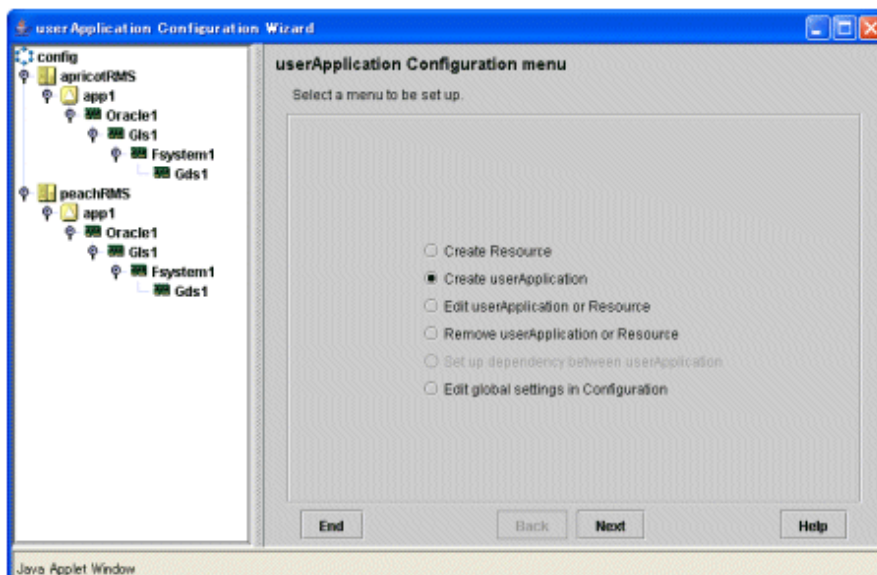 userApplication Configuration Wizard
config
apricotRMS
app1
Oracle1
Gls1
Fsystem1
Gds1
peachRMS
app1
Oracle1
Gls1
Fsystem1
Gds1
userApplication Configuration menu
Select a menu to be set up.
Create Resource
Create userApplication
Edit userApplication or Resource
Remove userApplication or Resource
Set up dependency between userApplication
Edit global settings in Configuration
End
Back
Next
Help
Java Applet Window